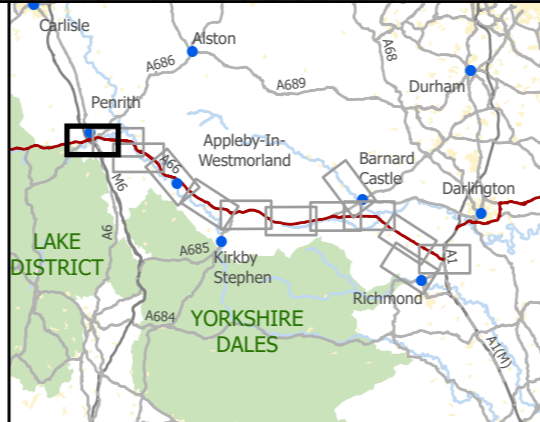 Carlisle
Alston
A686
A68
A689
Durham
Penrith
Appleby-In-
Westmorland
Barnard
Castle
Darlington
A66
M6
A6
LAKE
DISTRICT
A685
Kirkby
Stephen
A1
Richmond
A684
YORKSHIRE
DALES
A1(M)